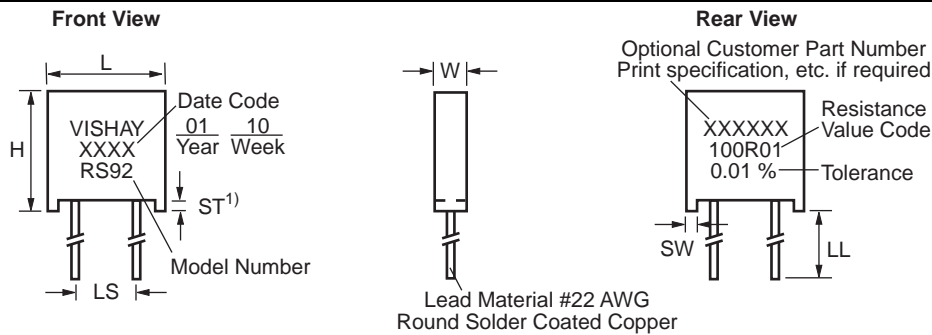 Front View
L
H
VISHAY
XXXX
RS92
Date Code
01 10
Year Week
ST1)
Model Number
LS
W
Lead Material #22 AWG
Round Solder Coated Copper
Rear View
Optional Customer Part Number
Print specification, etc. if required
XXXXXX
100R01
0.01 %
Resistance
Value Code
Tolerance
SW
LL